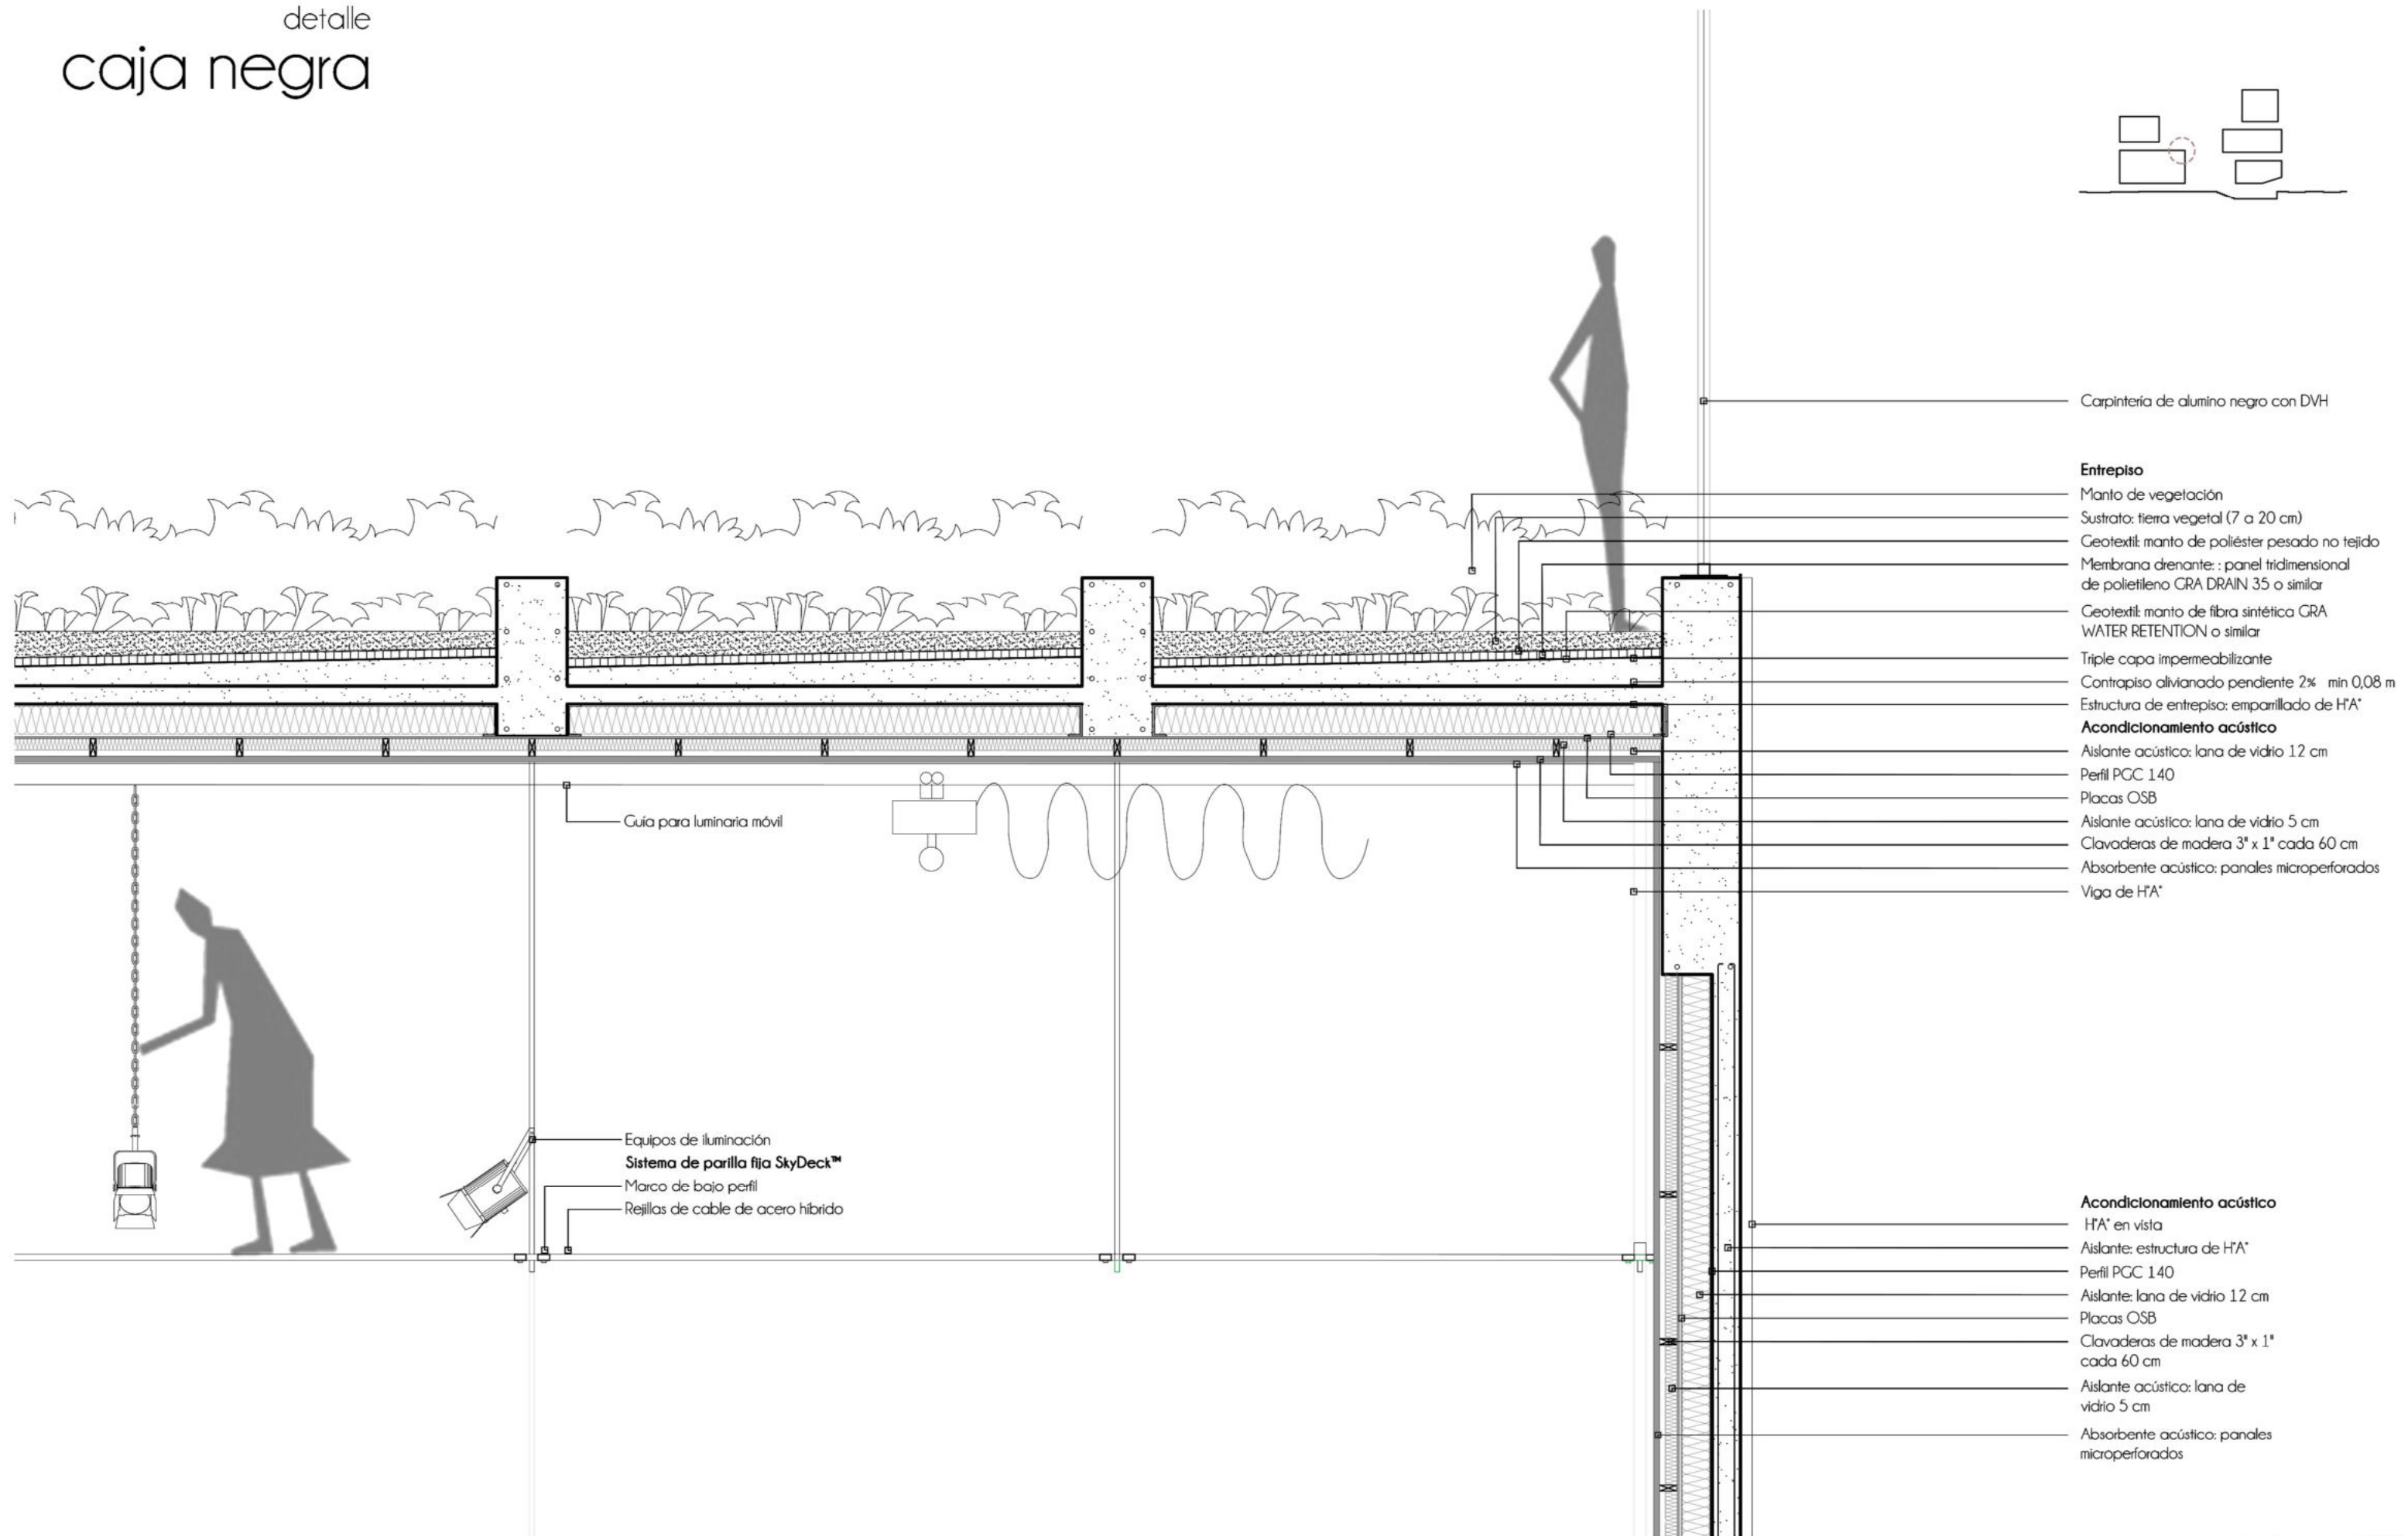 detalle
caja negra
Carpintería de alumino negro con DVH
Entrepiso
Manto de vegetación
Sustrato: tierra vegetal (7 a 20 cm)
Geotextil: manto de poliéster pesado no tejido
Membrana drenante: : panel tridimensional
de polietileno GRA DRAIN 35 o similar
Geotextil: manto de fibra sintética GRA
WATER RETENTION o similar
Triple capa impermeabilizante
Contrapiso alivianado pendiente 2% min 0,08 m
Estructura de entrepiso: emparrillado de H°A°
Acondicionamiento acústico
Aislante acústico: lana de vidrio 12 cm
Perfil PGC 140
Placas OSB
Aislante acústico: lana de vidrio 5 cm
Clavaderas de madera 3" x 1" cada 60 cm
Absorbente acústico: panales microperforados
Viga de H°A°
Guía para luminaria móvil
Equipos de iluminación
Sistema de parilla fija SkyDeck™
Marco de bajo perfil
Rejillas de cable de acero híbrido
Acondicionamiento acústico
H°A° en vista
Aislante: estructura de H°A°
Perfil PGC 140
Aislante: lana de vidrio 12 cm
Placas OSB
Clavaderas de madera 3" x 1"
cada 60 cm
Aislante acústico: lana de
vidrio 5 cm
Absorbente acústico: panales
microperforados